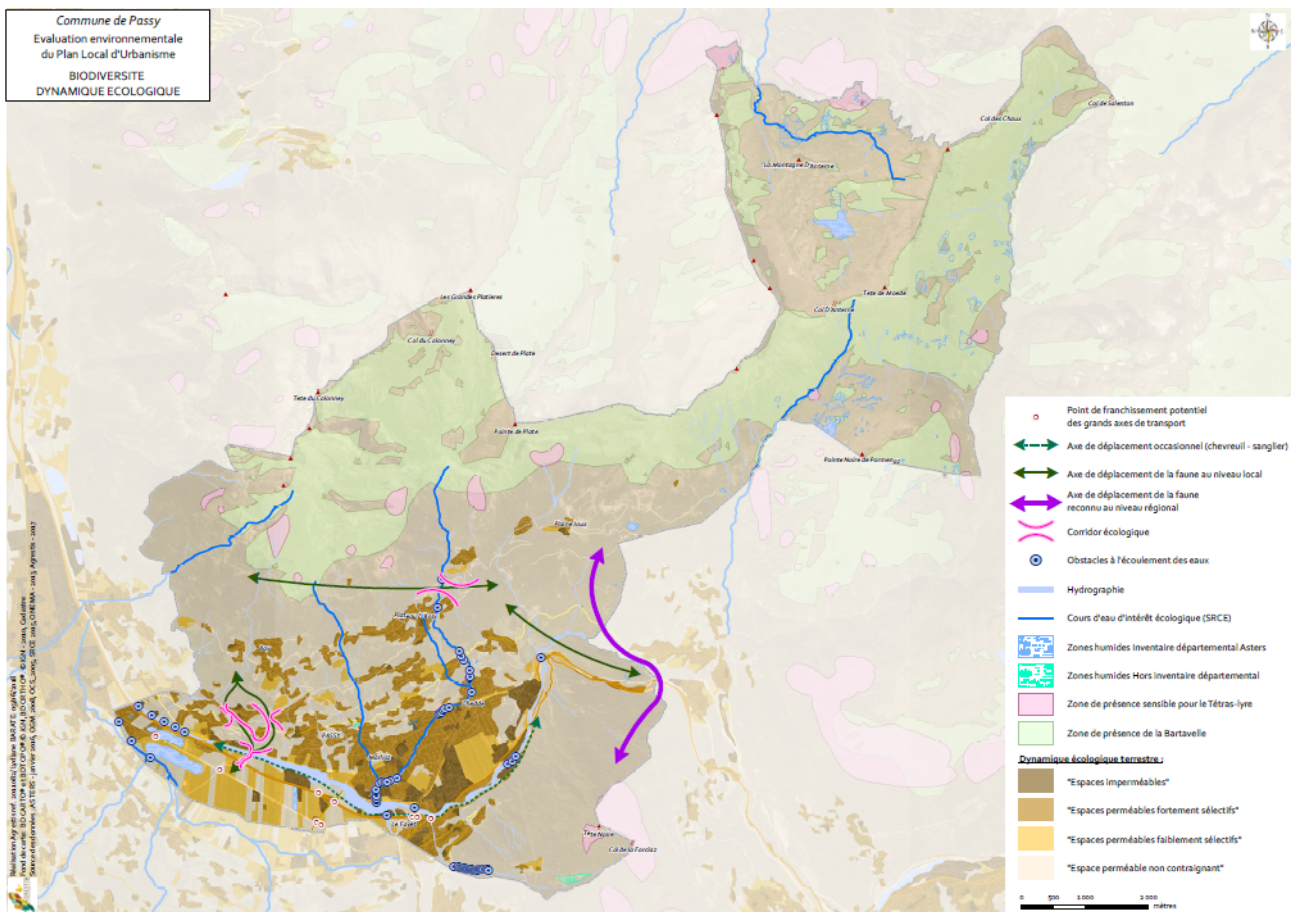 Commune de Passy
Evaluation environnementale
du Plan Local d'Urbanisme
BIODIVERSITE
DYNAMIQUE ECOLOGIQUE
Col de Salenton
Col des Chaux
La Montagne D'Anterne
Tete de Moede
Col D'Anterne
Les Grandes Platieres
Col du Colonney
Desert de Plate
Tete du Colonney
Pointe de Plate
Pointe Noire de Pormenaz
Plaine Joux
Chedde
PASSY
Le Fayet
Tête Noire
Col de la Forclaz
Point de franchissement potentiel
des grands axes de transport
Axe de déplacement occasionnel (chevreuil - sanglier)
Axe de déplacement de la faune au niveau local
Axe de déplacement de la faune
reconnu au niveau régional
Corridor écologique
Obstacles à l'écoulement des eaux
Hydrographie
Cours d'eau d'intérêt écologique (SRCE)
Zones humides Inventaire départemental Asters
Zones humides Hors inventaire départemental
Zone de présence sensible pour le Tétras-lyre
Zone de présence de la Bartavelle
Dynamique écologique terrestre :
"Espaces imperméables"
"Espaces perméables fortement sélectifs"
"Espaces perméables faiblement sélectifs"
"Espace perméable non contraignant"
0 500 1 000 2 000
mètres